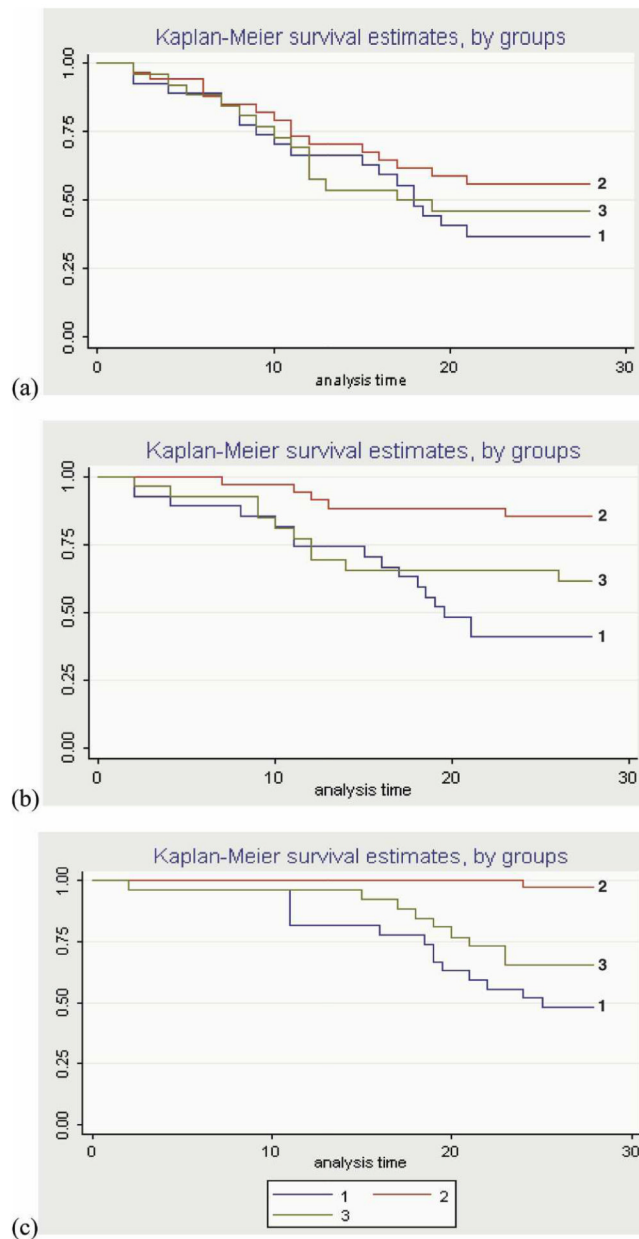 Kaplan-Meier survival estimates, by groups
1.00
0.75
0.50
0.25
0.00
2
3
1
0 10 20 30
analysis time
(a)
Kaplan-Meier survival estimates, by groups
1.00
0.75
0.50
0.25
0.00
2
3
1
0 10 20 30
analysis time
(b)
Kaplan-Meier survival estimates, by groups
1.00
0.75
0.50
0.25
0.00
2
3
1
0 10 20 30
analysis time
1 2
3
(c)